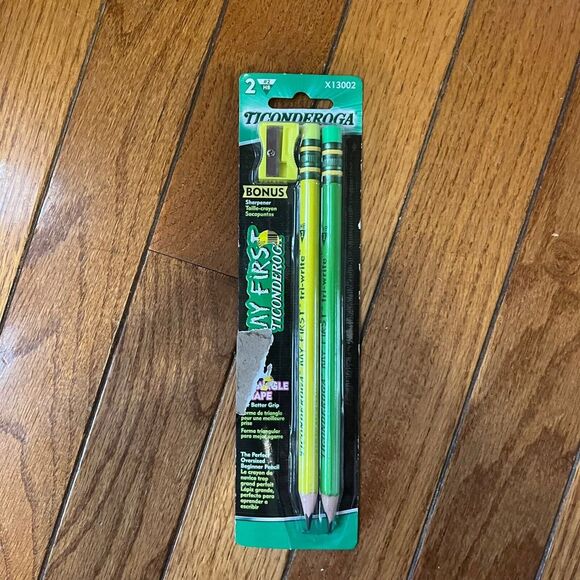 2 #2 HB
X13002
TICONDEROGA
BONUS
Sharpener
Taille-crayon
Sacapuntas
MY FIRST
TICONDEROGA
TICONDEROGA MY FIRST tri-write
TICONDEROGA MY FIRST tri-write
Better Grip
Forme de triangle
pour une meilleure
prise
Forma triangular
para mejor agarre
The Perfect
Oversized
Beginner Pencil
Le crayon de
novice trop
grand parfait
Lápiz grande,
perfecto para
aprender a
escribir